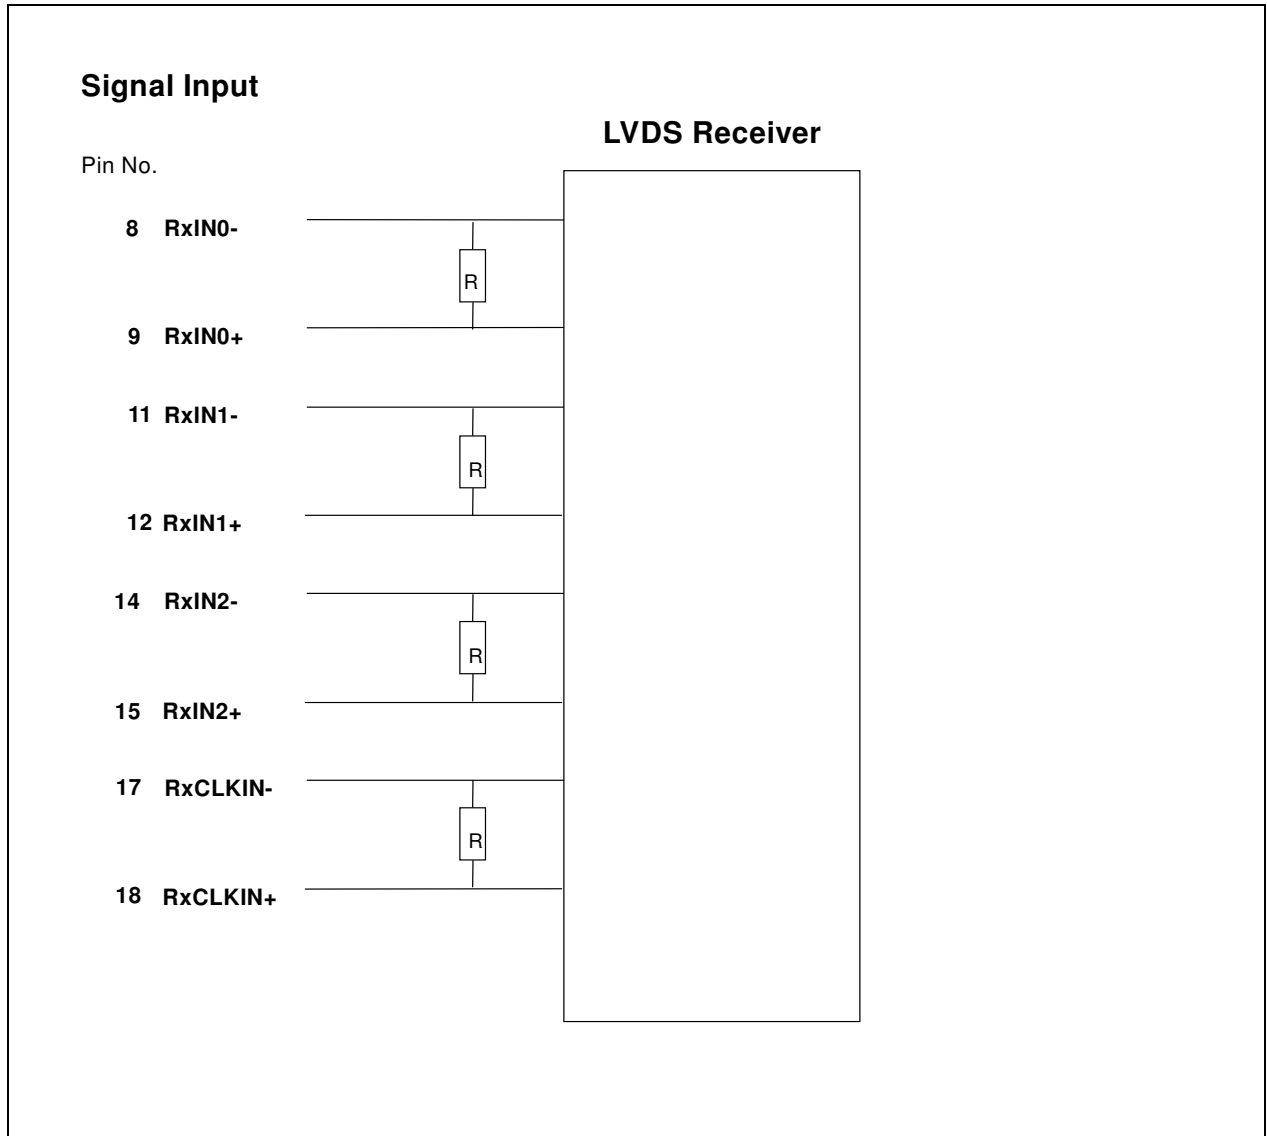 Signal Input
LVDS Receiver
Pin No.
8 RxIN0-
R
9 RxIN0+
11 RxIN1-
R
12 RxIN1+
14 RxIN2-
R
15 RxIN2+
17 RxCLKIN-
R
18 RxCLKIN+